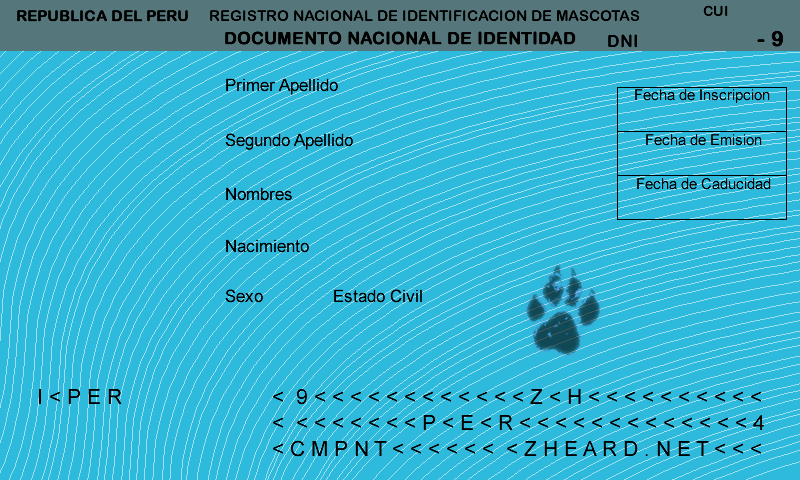 REPUBLICA DEL PERU REGISTRO NACIONAL DE IDENTIFICACION DE MASCOTAS CUI
DOCUMENTO NACIONAL DE IDENTIDAD DNI - 9
Primer Apellido
Fecha de Inscripcion
Segundo Apellido
Fecha de Emision
Fecha de Caducidad
Nombres
Nacimiento
Sexo Estado Civil
I<PER < 9<<<<<<<<<<<<Z<H<<<<<<<<<<
< <<<<<<<P<E<R<<<<<<<<<<<<<4
<CMPNT<<<<<< <ZHEARD.NET<<<